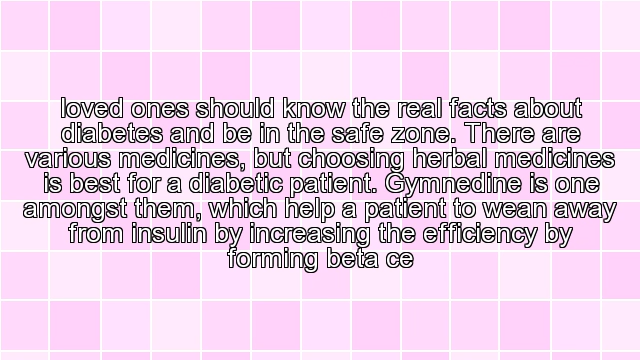 loved ones should know the real facts about
diabetes and be in the safe zone. There are
various medicines, but choosing herbal medicines
is best for a diabetic patient. Gymnedine is one
amongst them, which help a patient to wean away
from insulin by increasing the efficiency by
forming beta ce